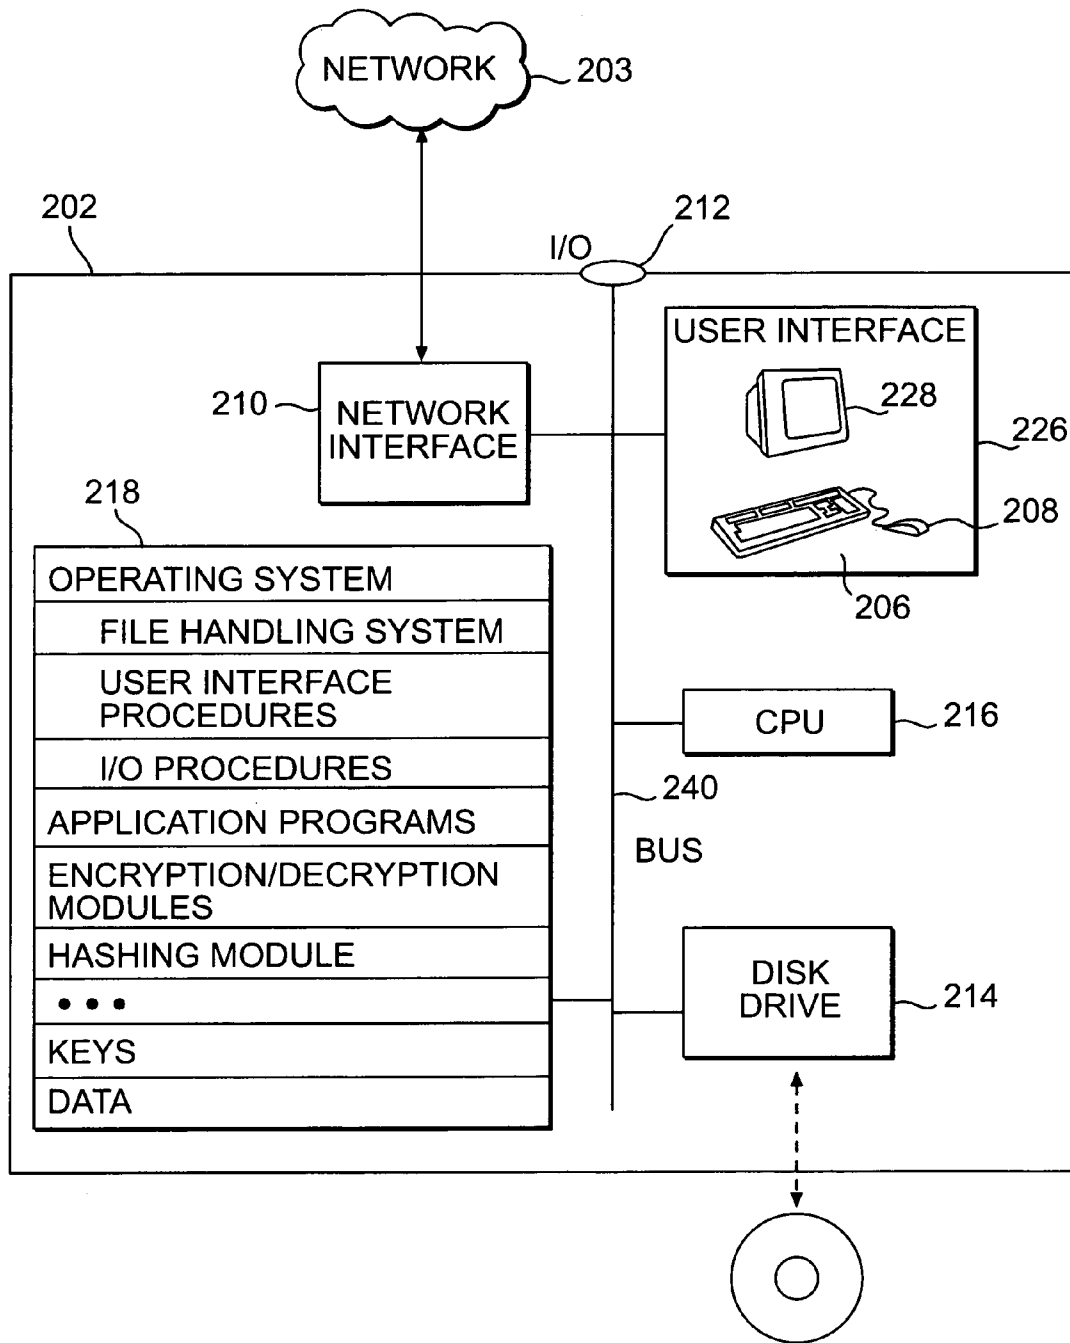 NETWORK
203
202
212
I/O
USER INTERFACE
210
NETWORK
INTERFACE
228
226
218
208
206
OPERATING SYSTEM
FILE HANDLING SYSTEM
USER INTERFACE
PROCEDURES
I/O PROCEDURES
APPLICATION PROGRAMS
ENCRYPTION/DECRYPTION
MODULES
HASHING MODULE
• • •
KEYS
DATA
CPU
216
240
BUS
DISK
DRIVE
214